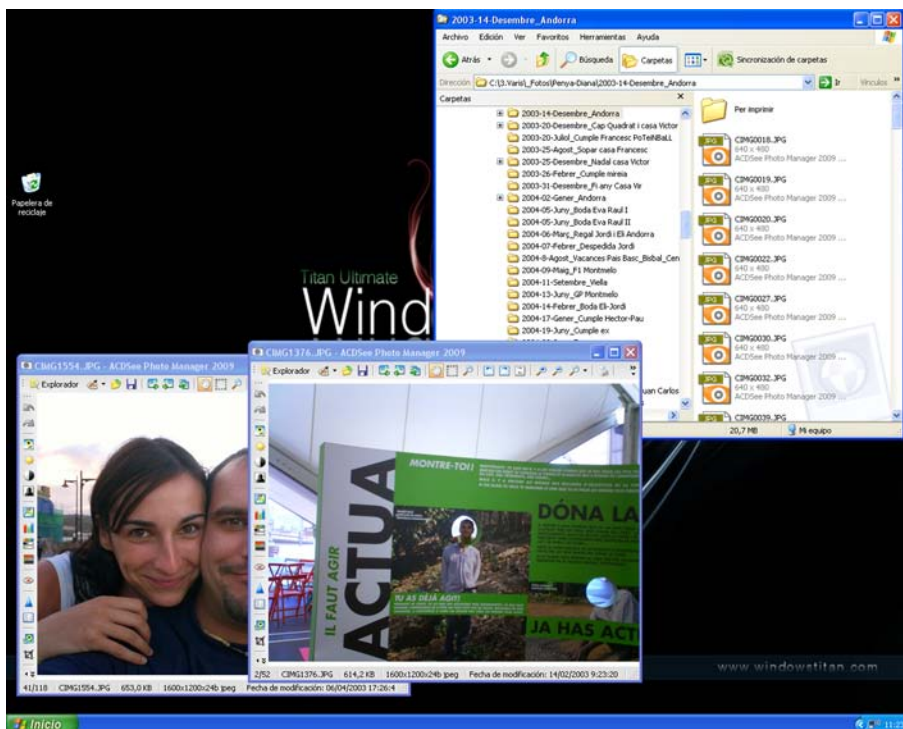 2003-14-Desembre_Andorra
Archivo Edición Ver Favoritos Herramientas Ayuda
Atrás Búsqueda Carpetas Sincronización de carpetas
Dirección C:\3.Varis\_Fotos\Penya-Diana\2003-14-Desembre_Andorra Ir Vínculos
Carpetas
2003-14-Desembre_Andorra
2003-20-Desembre_Cap Quadrat i casa Victor
2003-20-Juliol_Cumple Francesc PoTeiNBaLL
2003-25-Agost_Sopar casa Francesc
2003-25-Desembre_Nadal casa Victor
2003-26-Febrer_Cumple mireia
2003-31-Desembre_Fi any Casa Vir
2004-02-Gener_Andorra
2004-05-Juny_Boda Eva Raul I
2004-05-Juny_Boda Eva Raul II
2004-06-Març_Regal Jordi i Eli Andorra
2004-07-Febrer_Despedida Jordi
2004-8-Agost_Vacances Pais Basc_Bisbal_Cen
2004-09-Maig_F1 Montmelo
2004-11-Setembre_Viella
2004-13-Juny_GP Montmelo
2004-14-Febrer_Boda Eli-Jordi
2004-17-Gener_Cumple Hector-Pau
2004-19-Juny_Cumple ex
uan Carlos
Per imprimir
CIMG0018.JPG
640 x 480
ACDSee Photo Manager 2009 ...
CIMG0019.JPG
640 x 480
ACDSee Photo Manager 2009 ...
CIMG0020.JPG
640 x 480
ACDSee Photo Manager 2009 ...
CIMG0022.JPG
640 x 480
ACDSee Photo Manager 2009 ...
CIMG0027.JPG
640 x 480
ACDSee Photo Manager 2009 ...
CIMG0030.JPG
640 x 480
ACDSee Photo Manager 2009 ...
CIMG0032.JPG
640 x 480
ACDSee Photo Manager 2009 ...
CIMG0039.JPG
20,7 MB Mi equipo
Papelera de
reciclaje
Titan Ultimate
Wind
CIMG1554.JPG - ACDSee Photo Manager 2009
Explorador
41/118 CIMG1554.JPG 653,0 KB 1600x1200x24b jpeg Fecha de modificación: 06/04/2003 17:26:4
CIMG1376.JPG - ACDSee Photo Manager 2009
Explorador
MONTRE-TOI!
IL FAUT AGIR
ACTUA
DÓNA LA
TU AS DÉJÀ AGIT!
JA HAS ACT
2/52 CIMG1376.JPG 614,2 KB 1600x1200x24b jpeg Fecha de modificación: 14/02/2003 9:23:20
www.windowstitan.com
Inicio
11:23